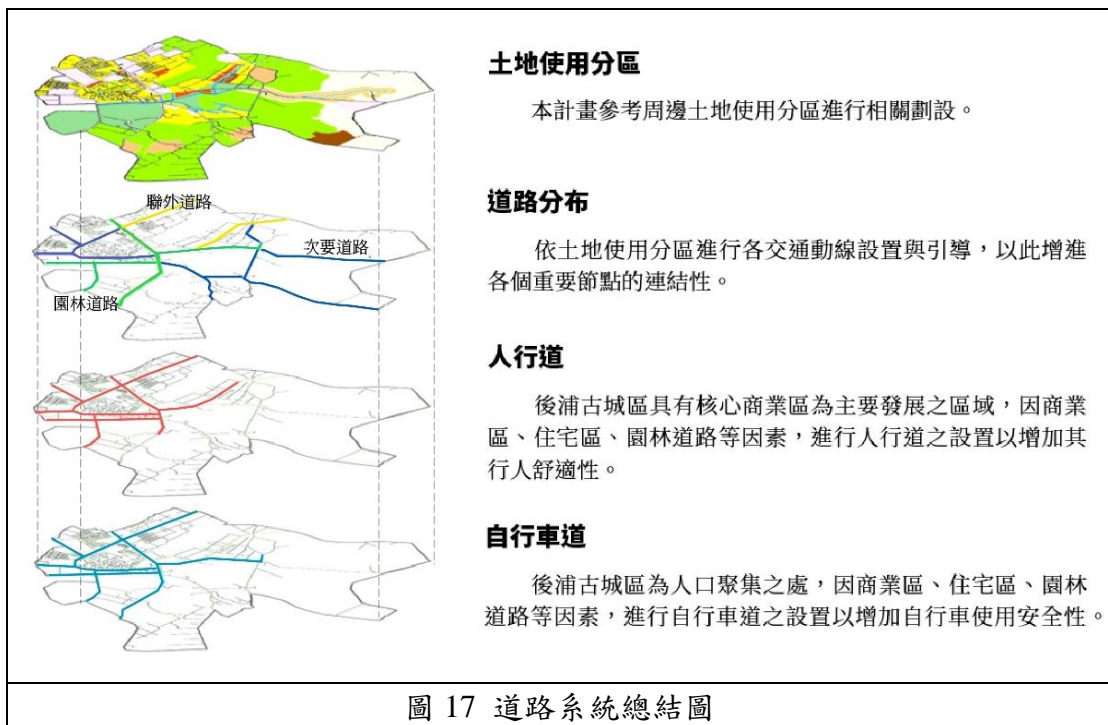 土地使用分區
本計畫參考周邊土地使用分區進行相關劃設。
聯外道路
次要道路
園林道路
道路分布
依土地使用分區進行各交通動線設置與引導，以此增進
各個重要節點的連結性。
人行道
後浦古城區具有核心商業區為主要發展之區域，因商業
區、住宅區、園林道路等因素，進行人行道之設置以增加其
行人舒適性。
自行車道
後浦古城區為人口聚集之處，因商業區、住宅區、園林
道路等因素，進行自行車道之設置以增加自行車使用安全性。
圖 17 道路系統總結圖